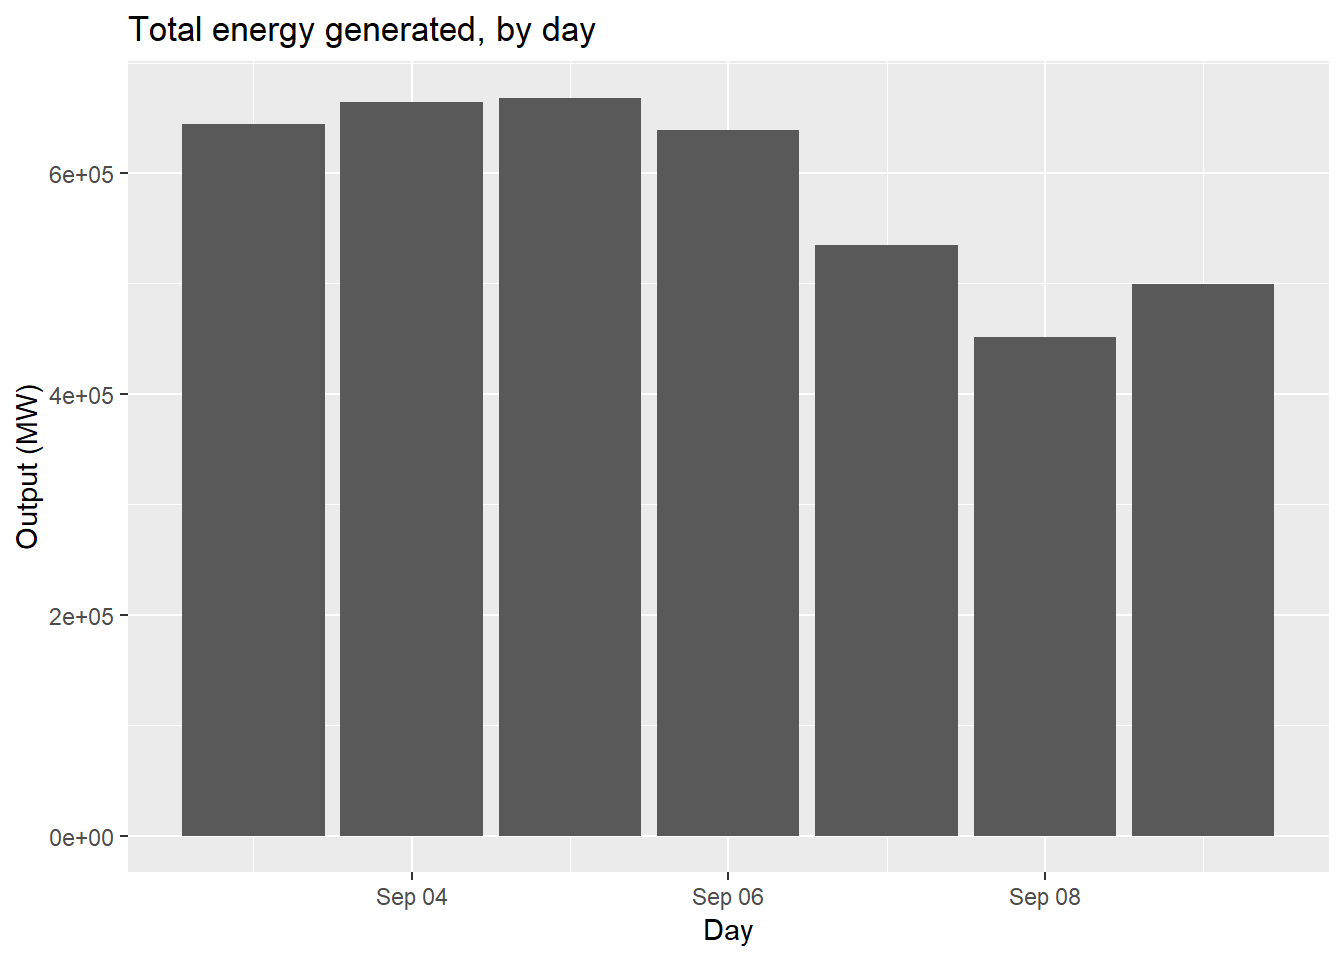 Total energy generated, by day
Output (MW)
6e+05
4e+05
2e+05
0e+00
Sep 04
Sep 06
Sep 08
Day